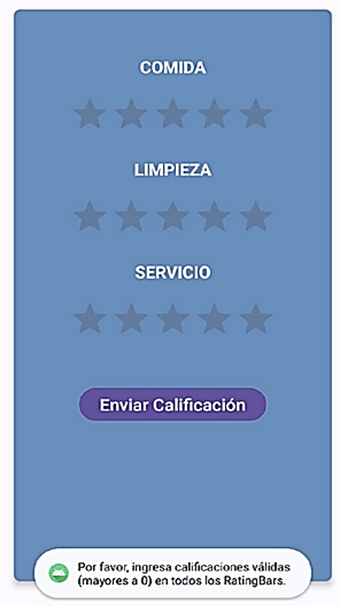 COMIDA
LIMPIEZA
SERVICIO
Enviar Calificación
Por favor, ingresa calificaciones válidas
(mayores a 0) en todos los RatingBars.